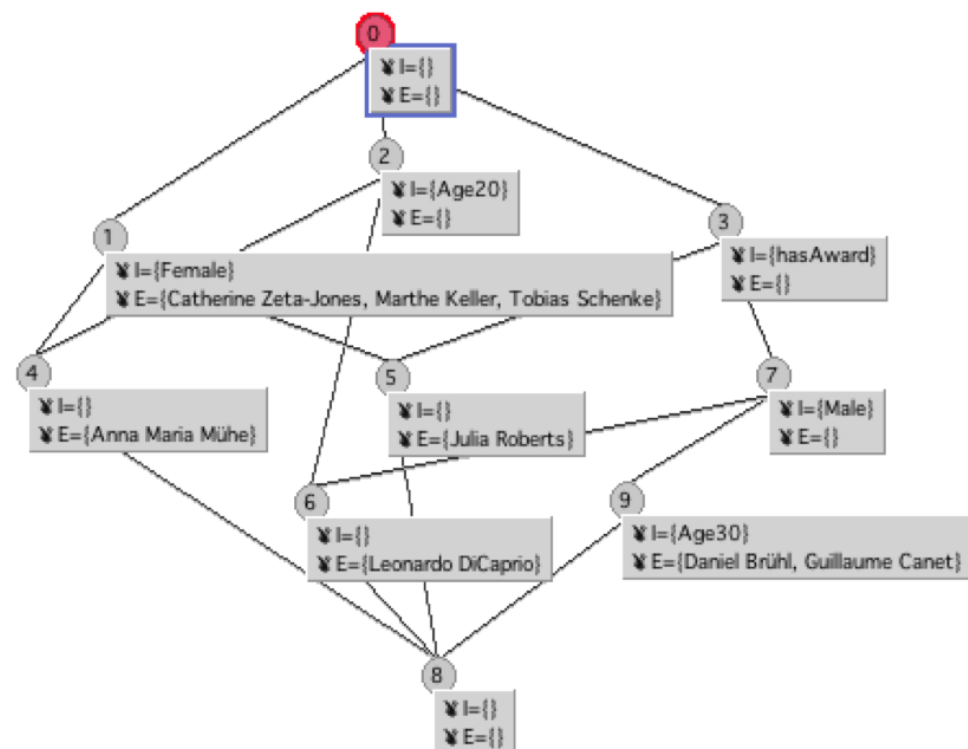 0
I={}
E={}
2
I={Age20}
E={}
1
I={Female}
E={Catherine Zeta-Jones, Marthe Keller, Tobias Schenke}
3
I={hasAward}
E={}
4
I={}
E={Anna Maria Mühe}
5
I={}
E={Julia Roberts}
7
I={Male}
E={}
6
I={}
E={Leonardo DiCaprio}
9
I={Age30}
E={Daniel Brühl, Guillaume Canet}
8
I={}
E={}